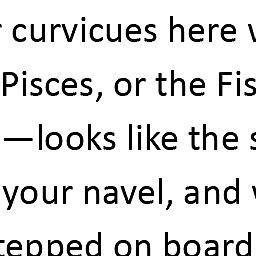 r curvicues here w
Pisces, or the Fis
—looks like the s
your navel, and w
tepped on board